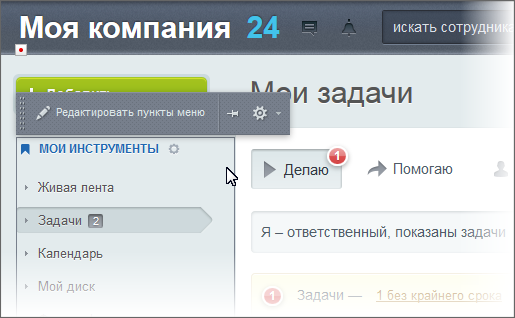 Моя компания 24
искать сотрудника
Добавить
Мои задачи
Редактировать пункты меню
МОИ ИНСТРУМЕНТЫ
Делаю 1
Помогаю
Живая лента
Задачи 2
Я – ответственный, показаны задачи
Календарь
Мой диск
1 Задачи — 1 без крайнего срока